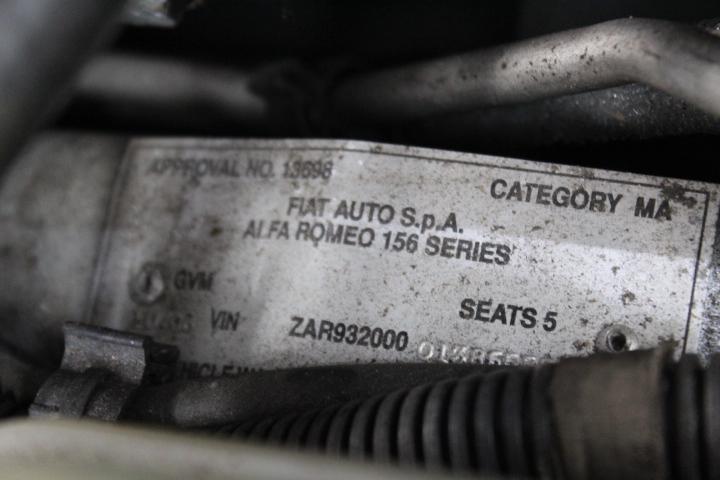 APPROVAL NO. 13698
CATEGORY MA
FIAT AUTO S.p.A.
ALFA ROMEO 156 SERIES
GVM
SEATS 5
VIN ZAR932000